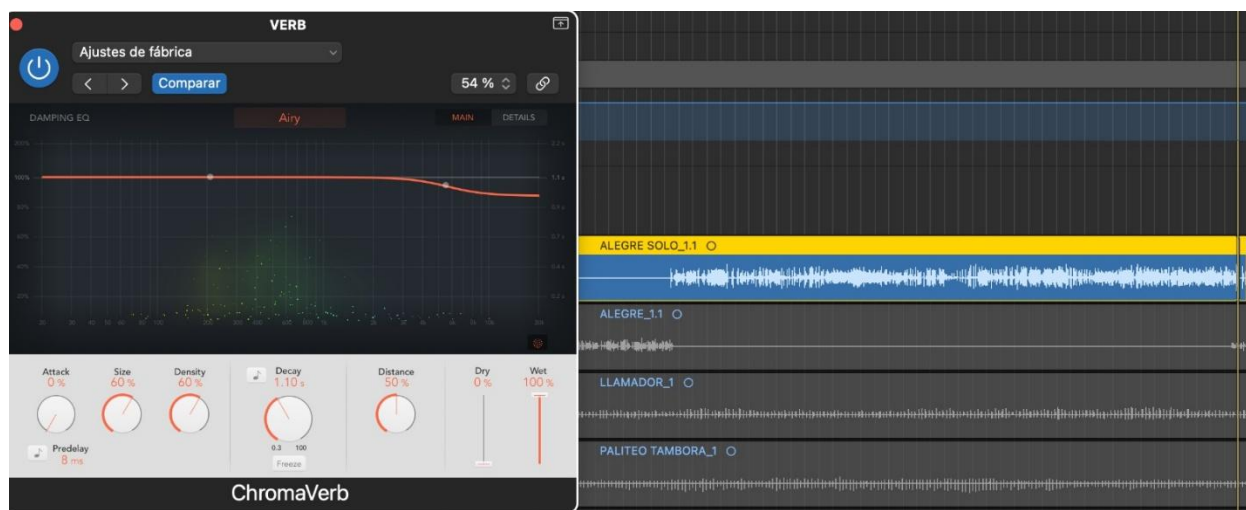 VERB
Ajustes de fábrica
Comparar
54 %
DAMPING EQ
Airy
MAIN DETAILS
100% 1.1 s
Attack Size Density Decay Distance Dry Wet
0 % 60 % 60 % 1.10 s 50 % 0 % 100 %
0.3 100
Predelay
8 ms
Freeze
ChromaVerb
ALEGRE SOLO_1.1
ALEGRE_1.1
LLAMADOR_1
PALITEO TAMBORA_1